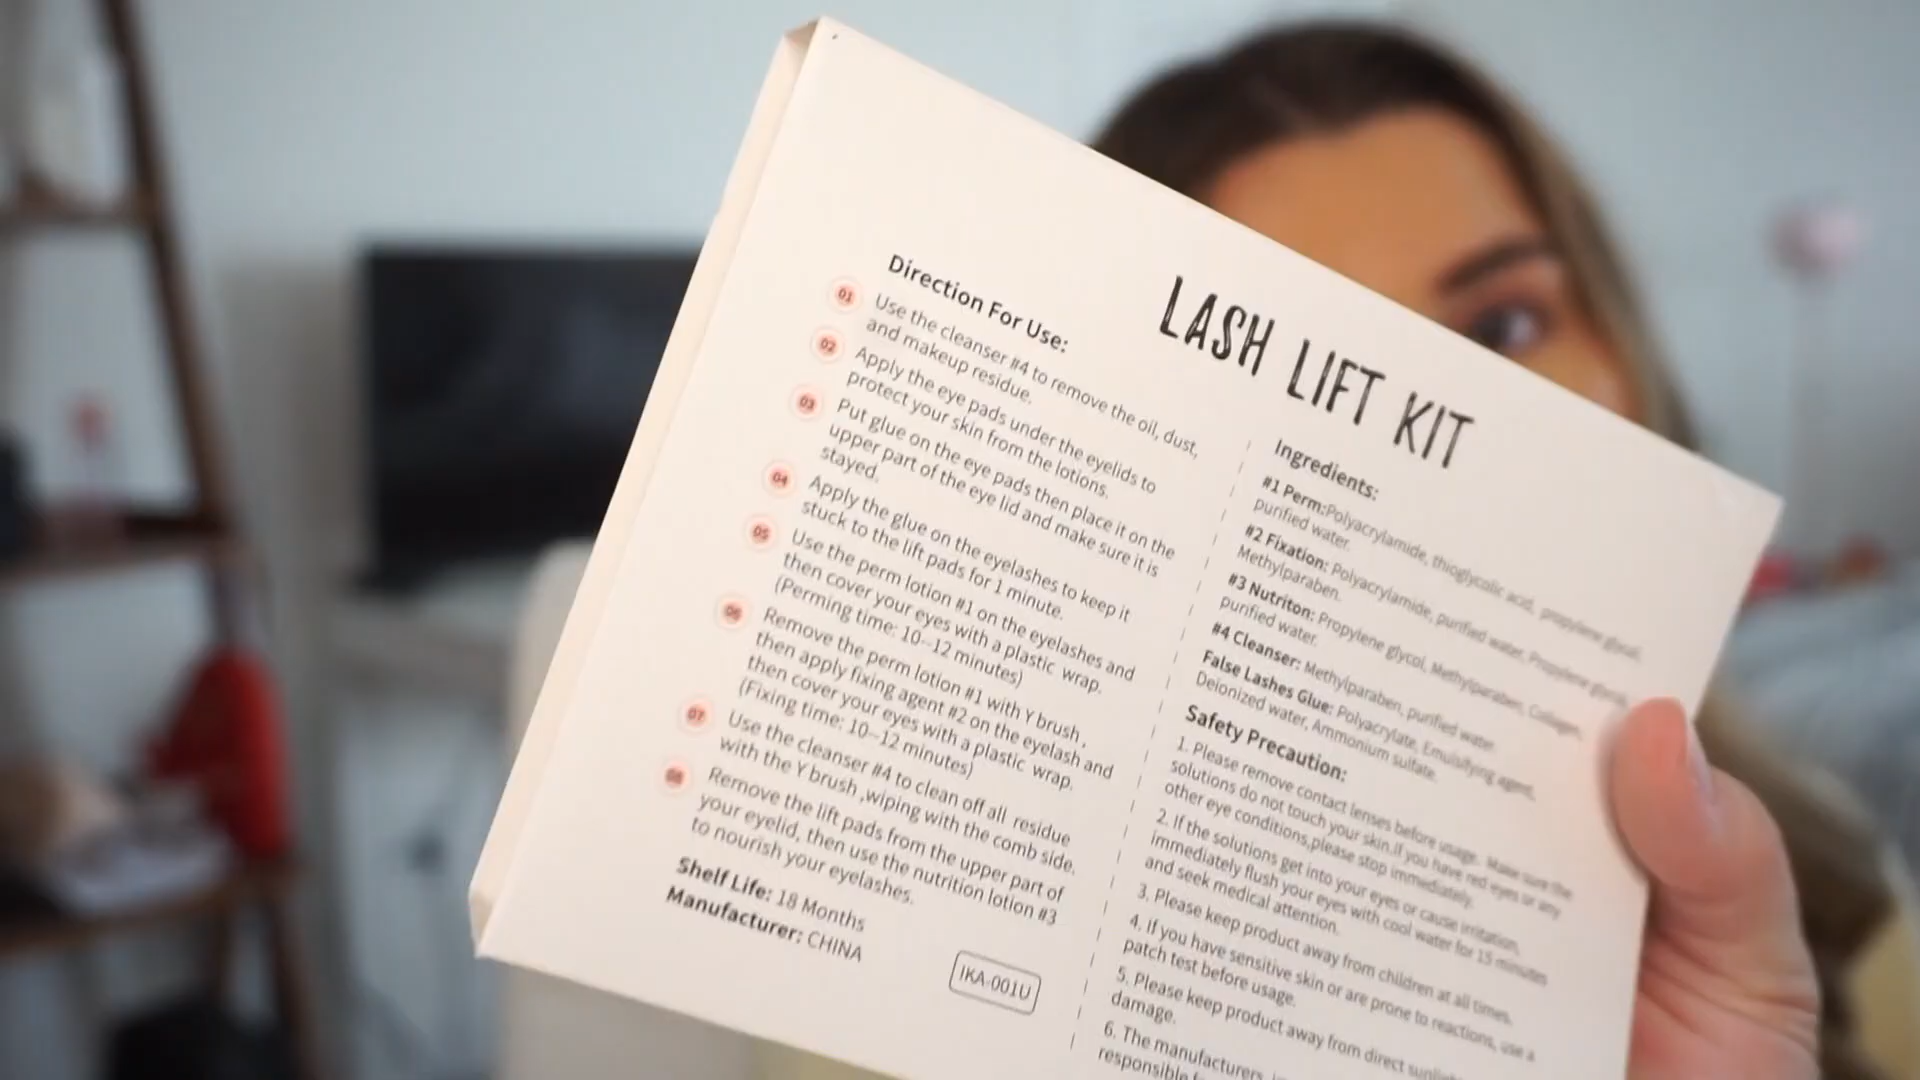 LASH LIFT KIT
Direction For Use:
01
Use the cleanser #4 to remove the oil, dust,
and makeup residue.
02
Apply the eye pads under the eyelids to
protect your skin from the lotions.
03
Put glue on the eye pads then place it on the
upper part of the eye lid and make sure it is
stayed.
04
Apply the glue on the eyelashes to keep it
stuck to the lift pads for 1 minute.
05
Use the perm lotion #1 on the eyelashes and
then cover your eyes with a plastic wrap.
(Perming time: 10--12 minutes)
06
Remove the perm lotion #1 with Y brush ,
then apply fixing agent #2 on the eyelash and
then cover your eyes with a plastic wrap.
(Fixing time: 10--12 minutes)
07
Use the cleanser #4 to clean off all residue
with the Y brush ,wiping with the comb side.
08
Remove the lift pads from the upper part of
your eyelid, then use the nutrition lotion #3
to nourish your eyelashes.
Shelf Life: 18 Months
Manufacturer: CHINA
IKA-001U
Ingredients:
#1 Perm:Polyacrylamide, thioglycolic acid, propylene glycol,
purified water.
#2 Fixation: Polyacrylamide, purified water, Propylene glycol,
Methylparaben.
#3 Nutriton: Propylene glycol, Methylparaben, Collagen,
purified water.
#4 Cleanser: Methylparaben, purified water.
False Lashes Glue: Polyacrylate, Emulsifying agent,
Deionized water, Ammonium sulfate.
Safety Precaution:
1. Please remove contact lenses before usage. Make sure the
solutions do not touch your skin.If you have red eyes or any
other eye conditions,please stop immediately.
2. If the solutions get into your eyes or cause irritation,
immediately flush your eyes with cool water for 15 minutes
and seek medical attention.
3. Please keep product away from children at all times.
4. If you have sensitive skin or are prone to reactions, use a
patch test before usage.
5. Please keep product away from direct
damage.
6. The manufacturers
responsible